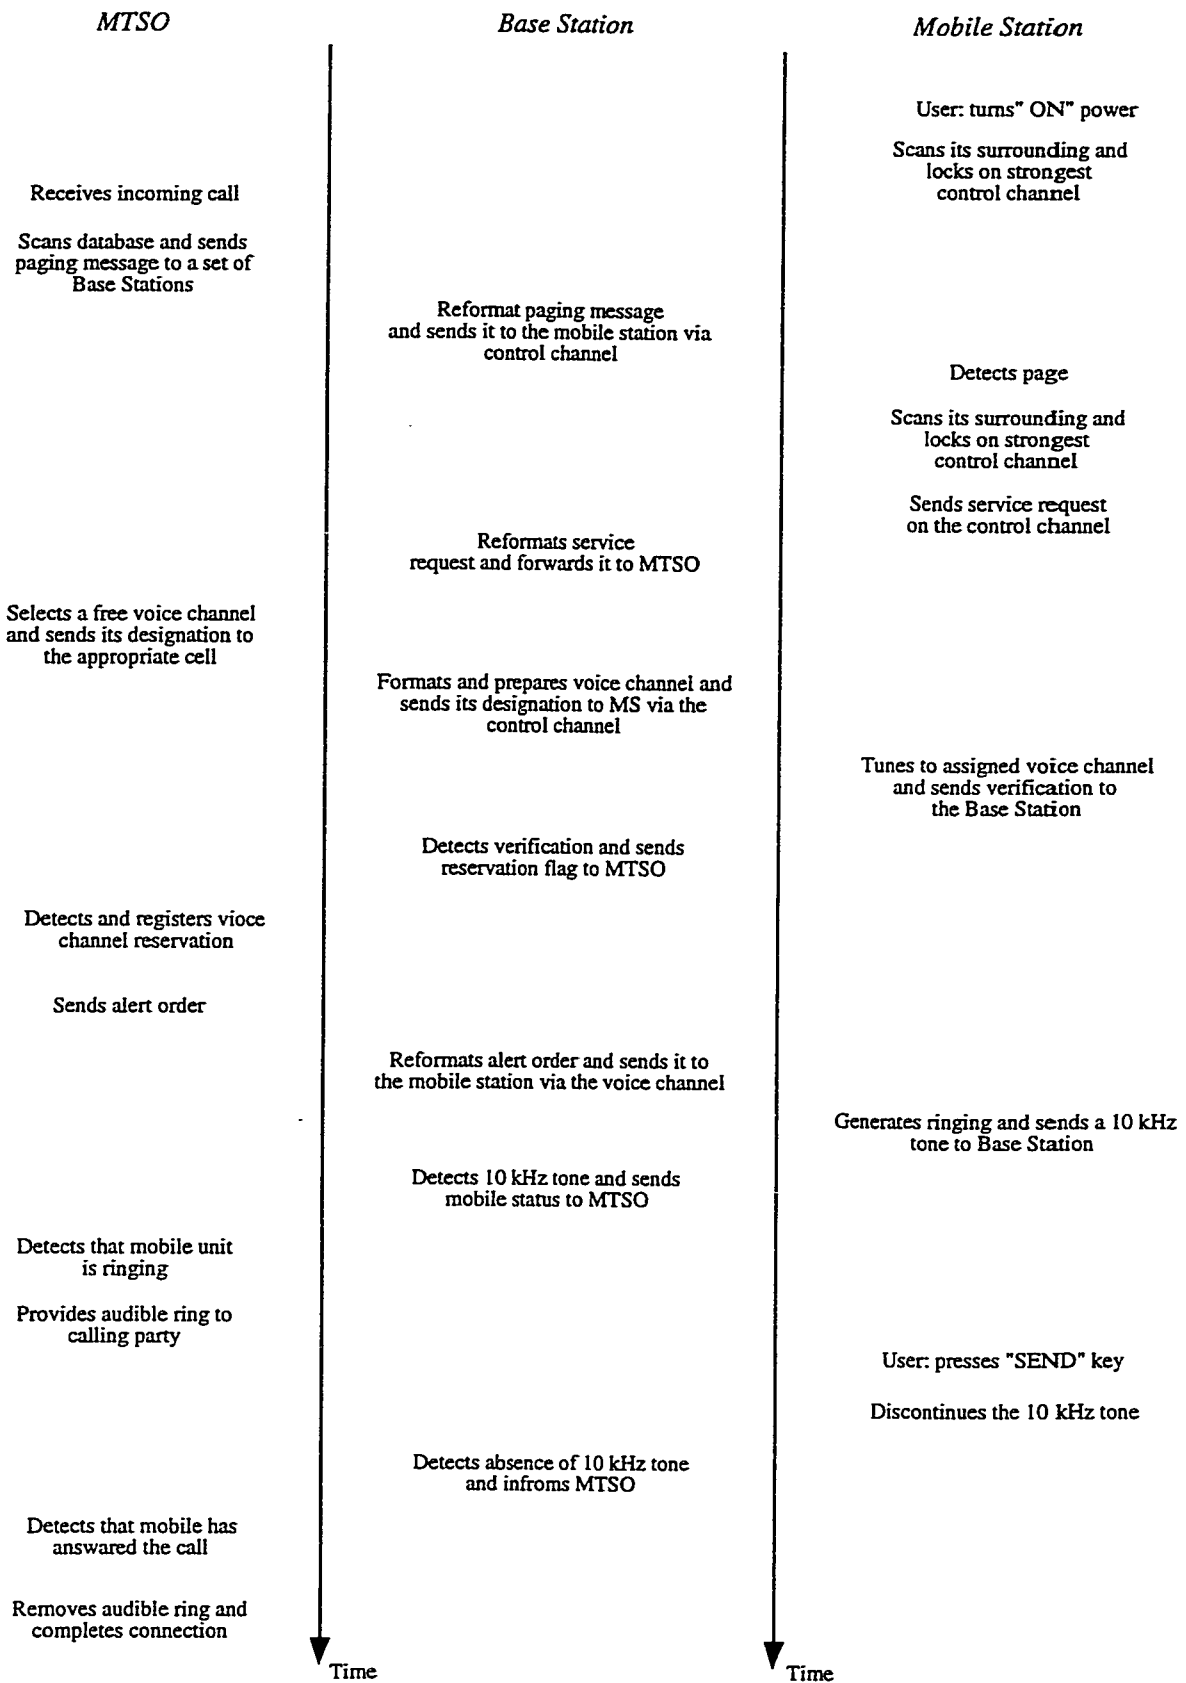 MTSO
Base Station
Mobile Station
User: turns" ON" power
Scans its surrounding and
locks on strongest
control channel
Receives incoming call
Scans database and sends
paging message to a set of
Base Stations
Reformat paging message
and sends it to the mobile station via
control channel
Detects page
Scans its surrounding and
locks on strongest
control channel
Sends service request
on the control channel
Reformats service
request and forwards it to MTSO
Selects a free voice channel
and sends its designation to
the appropriate cell
Formats and prepares voice channel and
sends its designation to MS via the
control channel
Tunes to assigned voice channel
and sends verification to
the Base Station
Detects verification and sends
reservation flag to MTSO
Detects and registers vioce
channel reservation
Sends alert order
Reformats alert order and sends it to
the mobile station via the voice channel
Generates ringing and sends a 10 kHz
tone to Base Station
Detects 10 kHz tone and sends
mobile status to MTSO
Detects that mobile unit
is ringing
Provides audible ring to
calling party
User: presses "SEND" key
Discontinues the 10 kHz tone
Detects absence of 10 kHz tone
and infroms MTSO
Detects that mobile has
answared the call
Removes audible ring and
completes connection
Time
Time